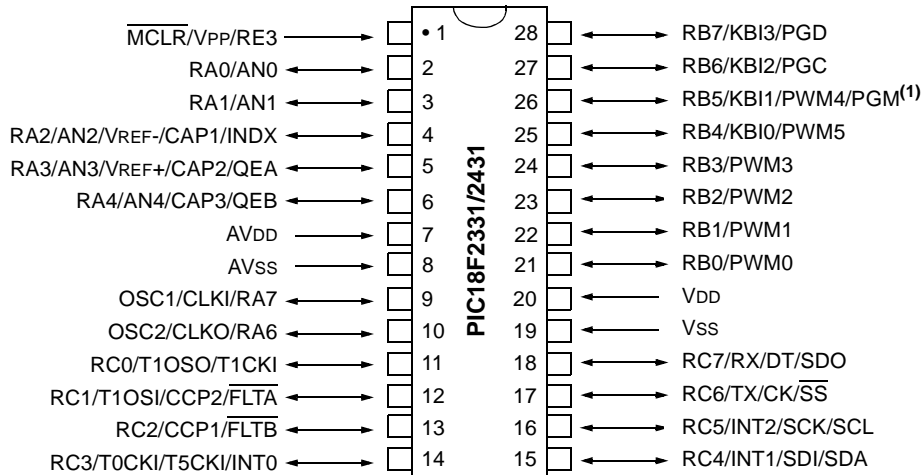 MCLR/VPP/RE3 • 1 28 RB7/KBI3/PGD
RA0/AN0 2 27 RB6/KBI2/PGC
RA1/AN1 3 26 RB5/KBI1/PWM4/PGM(1)
RA2/AN2/VREF-/CAP1/INDX 4 25 RB4/KBI0/PWM5
RA3/AN3/VREF+/CAP2/QEA 5 24 RB3/PWM3
RA4/AN4/CAP3/QEB 6 23 RB2/PWM2
AVDD 7 22 RB1/PWM1
AVSS 8 21 RB0/PWM0
OSC1/CLKI/RA7 9 20 VDD
OSC2/CLKO/RA6 10 19 VSS
RC0/T1OSO/T1CKI 11 18 RC7/RX/DT/SDO
RC1/T1OSI/CCP2/FLTA 12 17 RC6/TX/CK/SS
RC2/CCP1/FLTB 13 16 RC5/INT2/SCK/SCL
RC3/T0CKI/T5CKI/INT0 14 15 RC4/INT1/SDI/SDA
PIC18F2331/2431